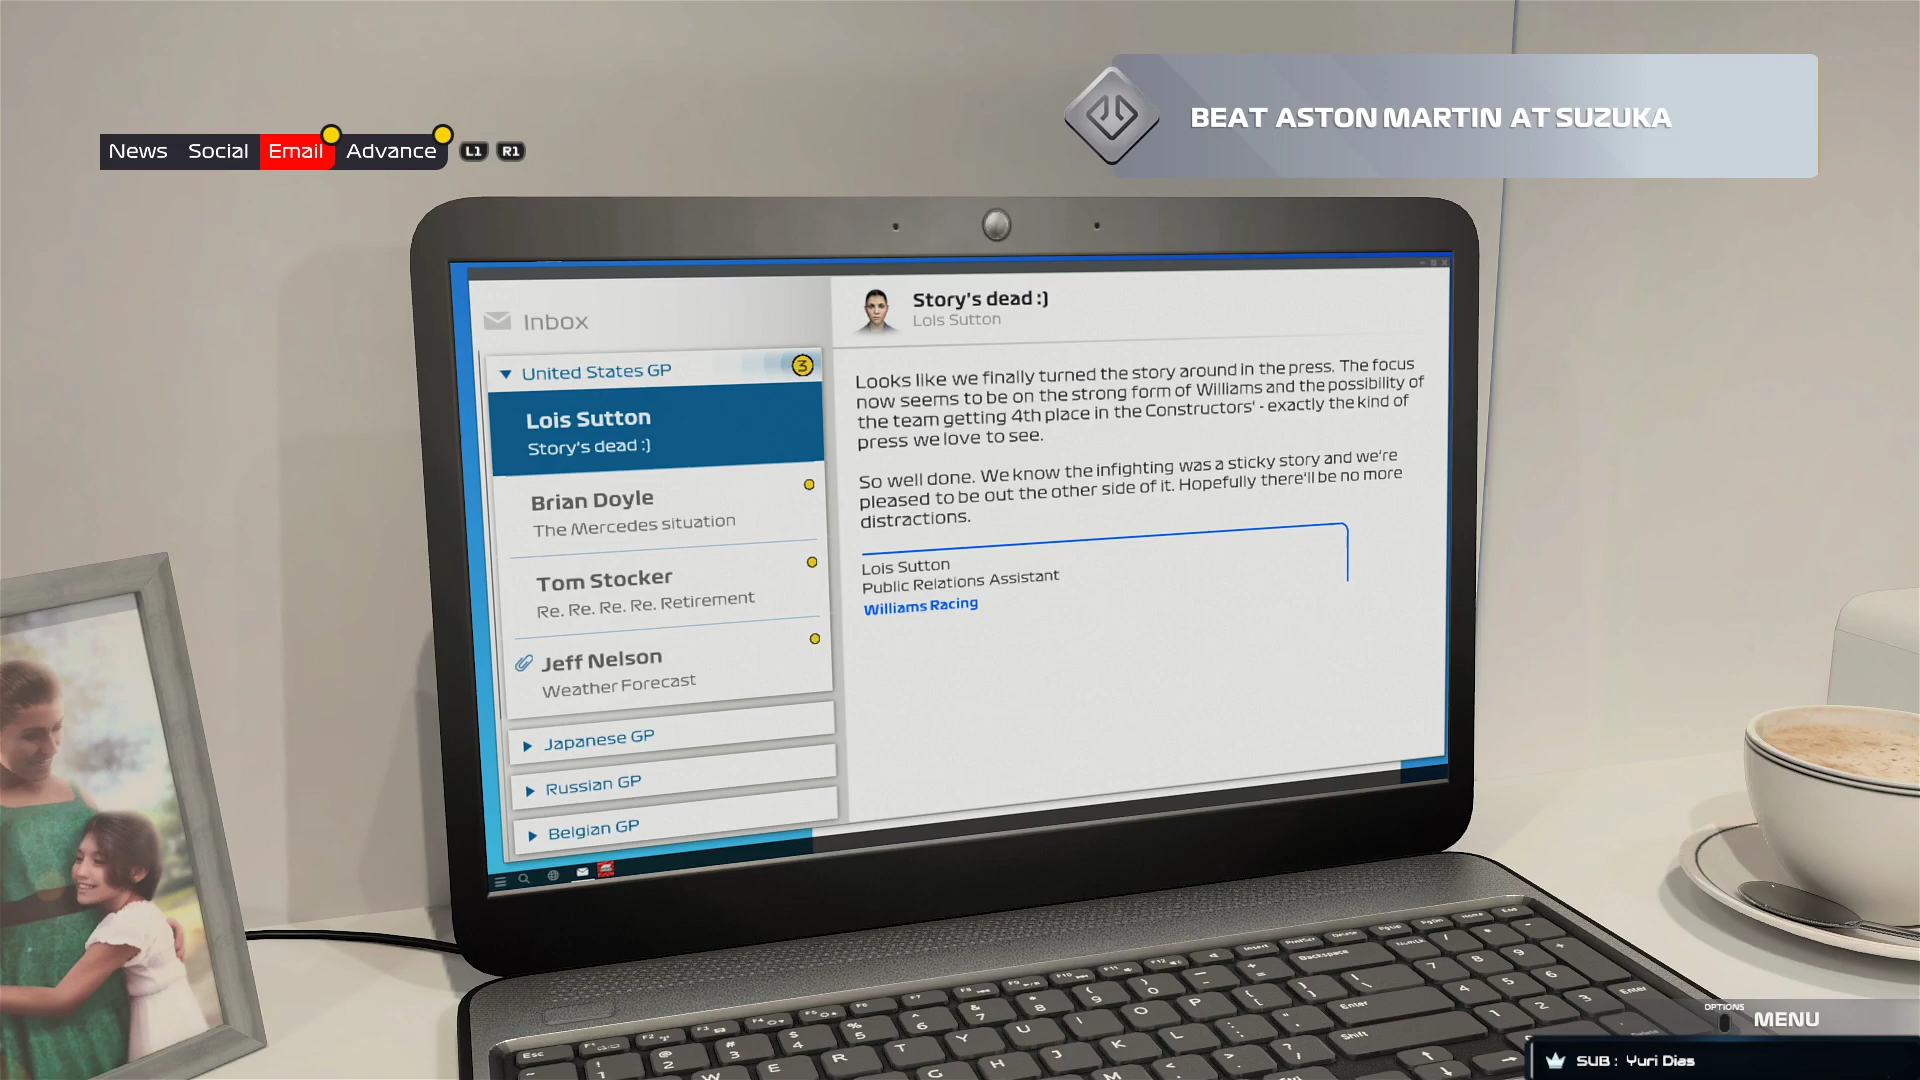 BEAT ASTON MARTIN AT SUZUKA
News Social Email Advance L1 R1
Inbox
United States GP 3
Lois Sutton
Story's dead :)
Brian Doyle
The Mercedes situation
Tom Stocker
Re. Re. Re. Re. Retirement
Jeff Nelson
Weather Forecast
Japanese GP
Russian GP
Belgian GP
Story's dead :)
Lois Sutton
Looks like we finally turned the story around in the press. The focus
now seems to be on the strong form of Williams and the possibility of
the team getting 4th place in the Constructors' - exactly the kind of
press we love to see.
So well done. We know the infighting was a sticky story and we're
pleased to be out the other side of it. Hopefully there'll be no more
distractions.
Lois Sutton
Public Relations Assistant
Williams Racing
Backspace
Enter
Shift
Esc
OPTIONS
MENU
SUB : Yuri Dias